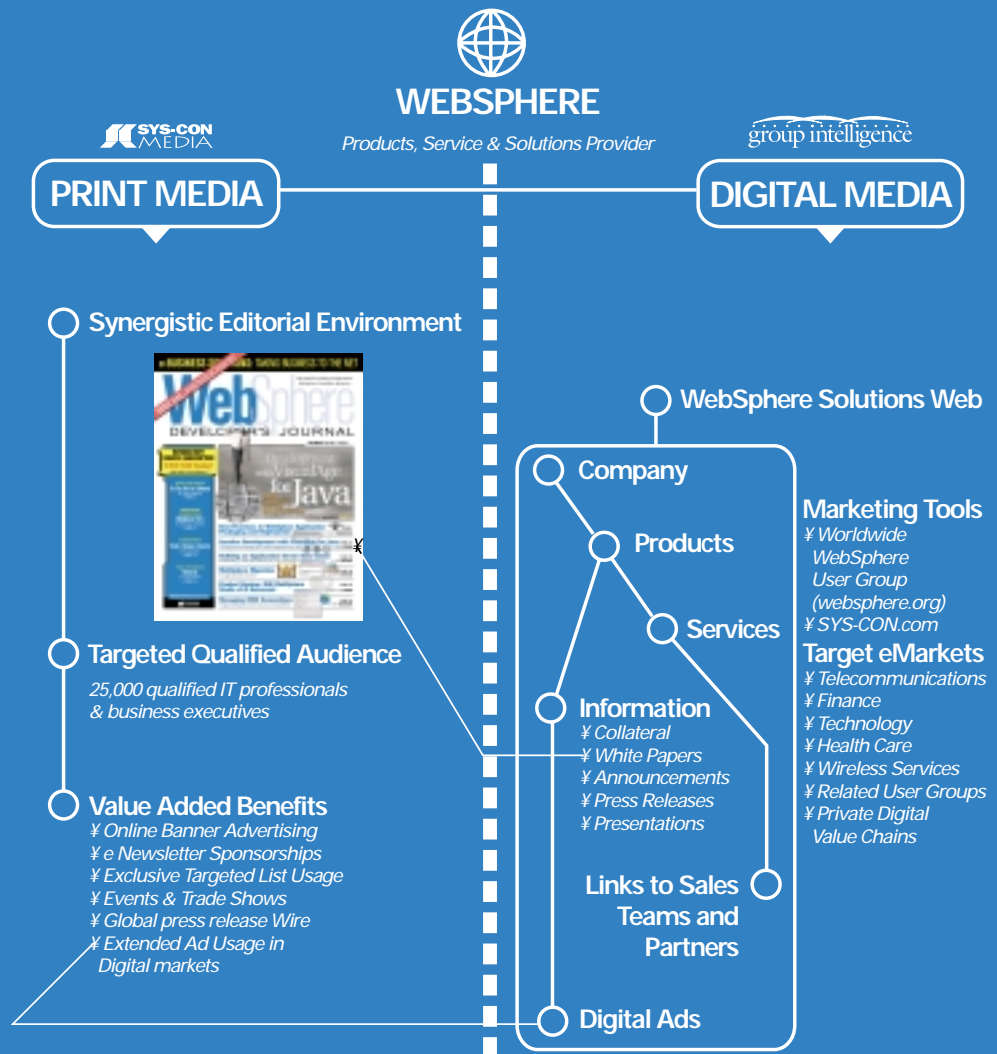 WEBSPHERE
Products, Service & Solutions Provider
SYS-CON
MEDIA
group intelligence
PRINT MEDIA
DIGITAL MEDIA
Synergistic Editorial Environment
WebSphere
DEVELOPER'S JOURNAL
for Java
Targeted Qualified Audience
25,000 qualified IT professionals
& business executives
Value Added Benefits
¥ Online Banner Advertising
¥ e Newsletter Sponsorships
¥ Exclusive Targeted List Usage
¥ Events & Trade Shows
¥ Global press release Wire
¥ Extended Ad Usage in
Digital markets
¥
WebSphere Solutions Web
Company
Products
Services
Information
¥ Collateral
¥ White Papers
¥ Announcements
¥ Press Releases
¥ Presentations
Links to Sales
Teams and
Partners
Digital Ads
Marketing Tools
¥ Worldwide
WebSphere
User Group
(websphere.org)
¥ SYS-CON.com
Target eMarkets
¥ Telecommunications
¥ Finance
¥ Technology
¥ Health Care
¥ Wireless Services
¥ Related User Groups
¥ Private Digital
Value Chains